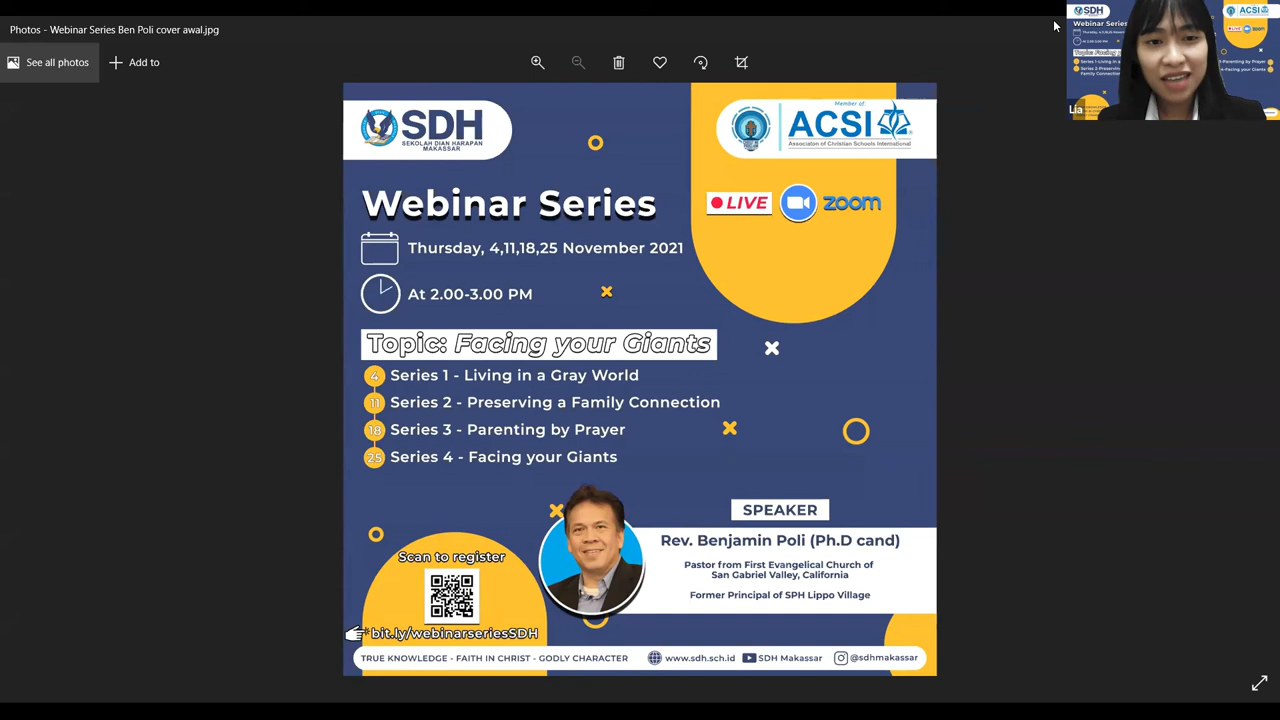 Photos - Webinar Series Ben Poli cover awal.jpg
See all photos
Add to
SDH
SEKOLAH DIAN HARAPAN
MAKASSAR
Member of
ACSI
Association of Christian Schools International
Webinar Series
LIVE
zoom
Thursday, 4,11,18,25 November 2021
At 2.00-3.00 PM
Topic: Facing your Giants
4 Series 1 - Living in a Gray World
11 Series 2 - Preserving a Family Connection
18 Series 3 - Parenting by Prayer
25 Series 4 - Facing your Giants
SPEAKER
Rev. Benjamin Poli (Ph.D cand)
Pastor from First Evangelical Church of
San Gabriel Valley, California
Former Principal of SPH Lippo Village
Scan to register
bit.ly/webinarseriesSDH
TRUE KNOWLEDGE - FAITH IN CHRIST - GODLY CHARACTER
www.sdh.sch.id
SDH Makassar
@sdhmakassar
SDH
ACSI
Webinar Series
Lia